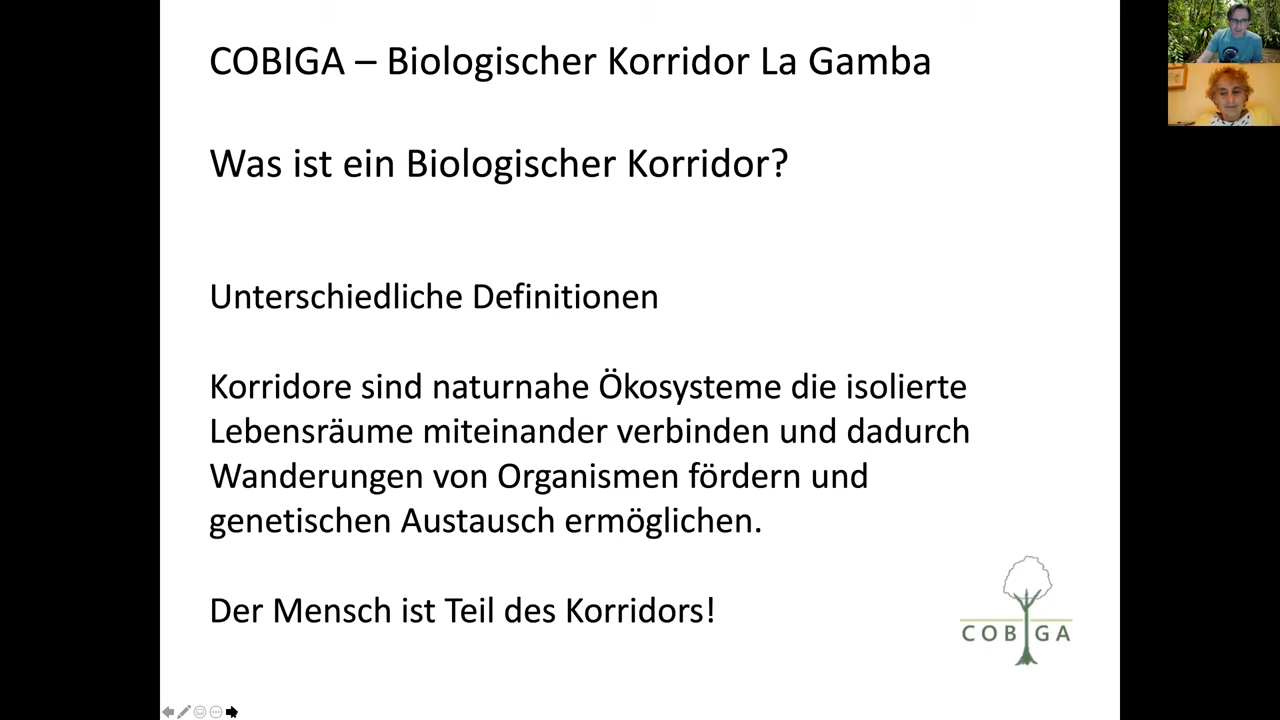 COBIGA – Biologischer Korridor La Gamba
Was ist ein Biologischer Korridor?
Unterschiedliche Definitionen
Korridore sind naturnahe Ökosysteme die isolierte
Lebensräume miteinander verbinden und dadurch
Wanderungen von Organismen fördern und
genetischen Austausch ermöglichen.
Der Mensch ist Teil des Korridors!
COBIGA